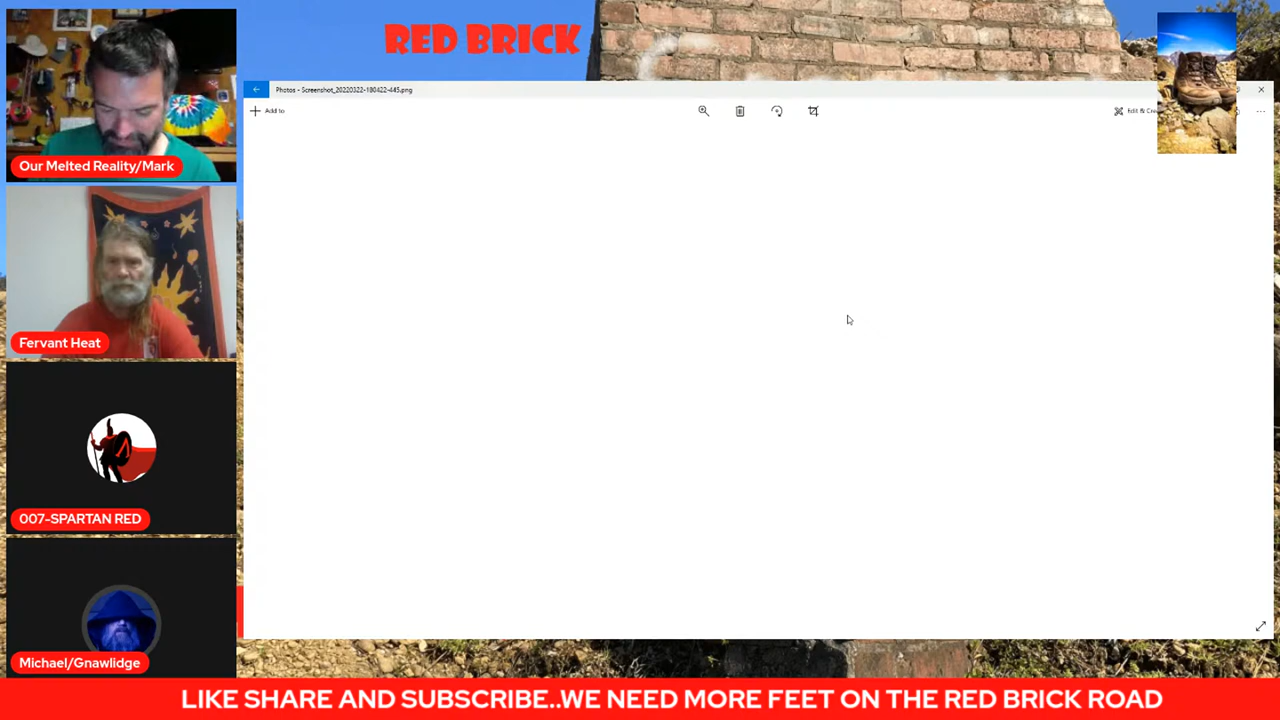 RED BRICK
Photos - Screenshot_20220322-180422-445.png
Add to
Edit &
Our Melted Reality/Mark
Fervant Heat
007-SPARTAN RED
Michael/Gnawlidge
LIKE SHARE AND SUBSCRIBE..WE NEED MORE FEET ON THE RED BRICK ROAD